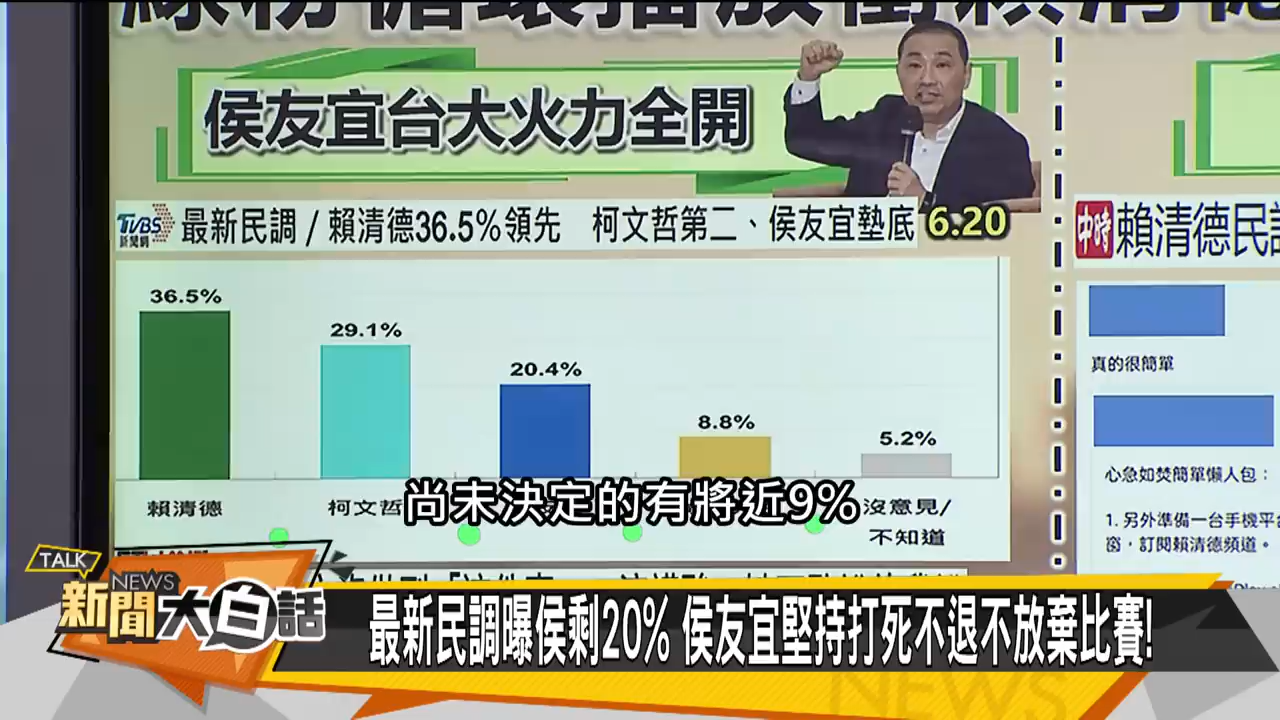 侯友宜台大火力全開
TVBS 新聞網 最新民調/賴清德36.5%領先 柯文哲第二、侯友宜墊底 6.20
中時 賴清德民
36.5%
29.1%
20.4%
8.8%
5.2%
賴清德
柯文哲
沒意見/
不知道
真的很簡單
心急如焚簡單懶人包：
1. 另外準備一台手機平
窗，訂閱賴清德頻道。
尚未決定的有將近9%
TALK
NEWS
新聞大白話
最新民調曝侯剩20% 侯友宜堅持打死不退不放棄比賽!
NEWS